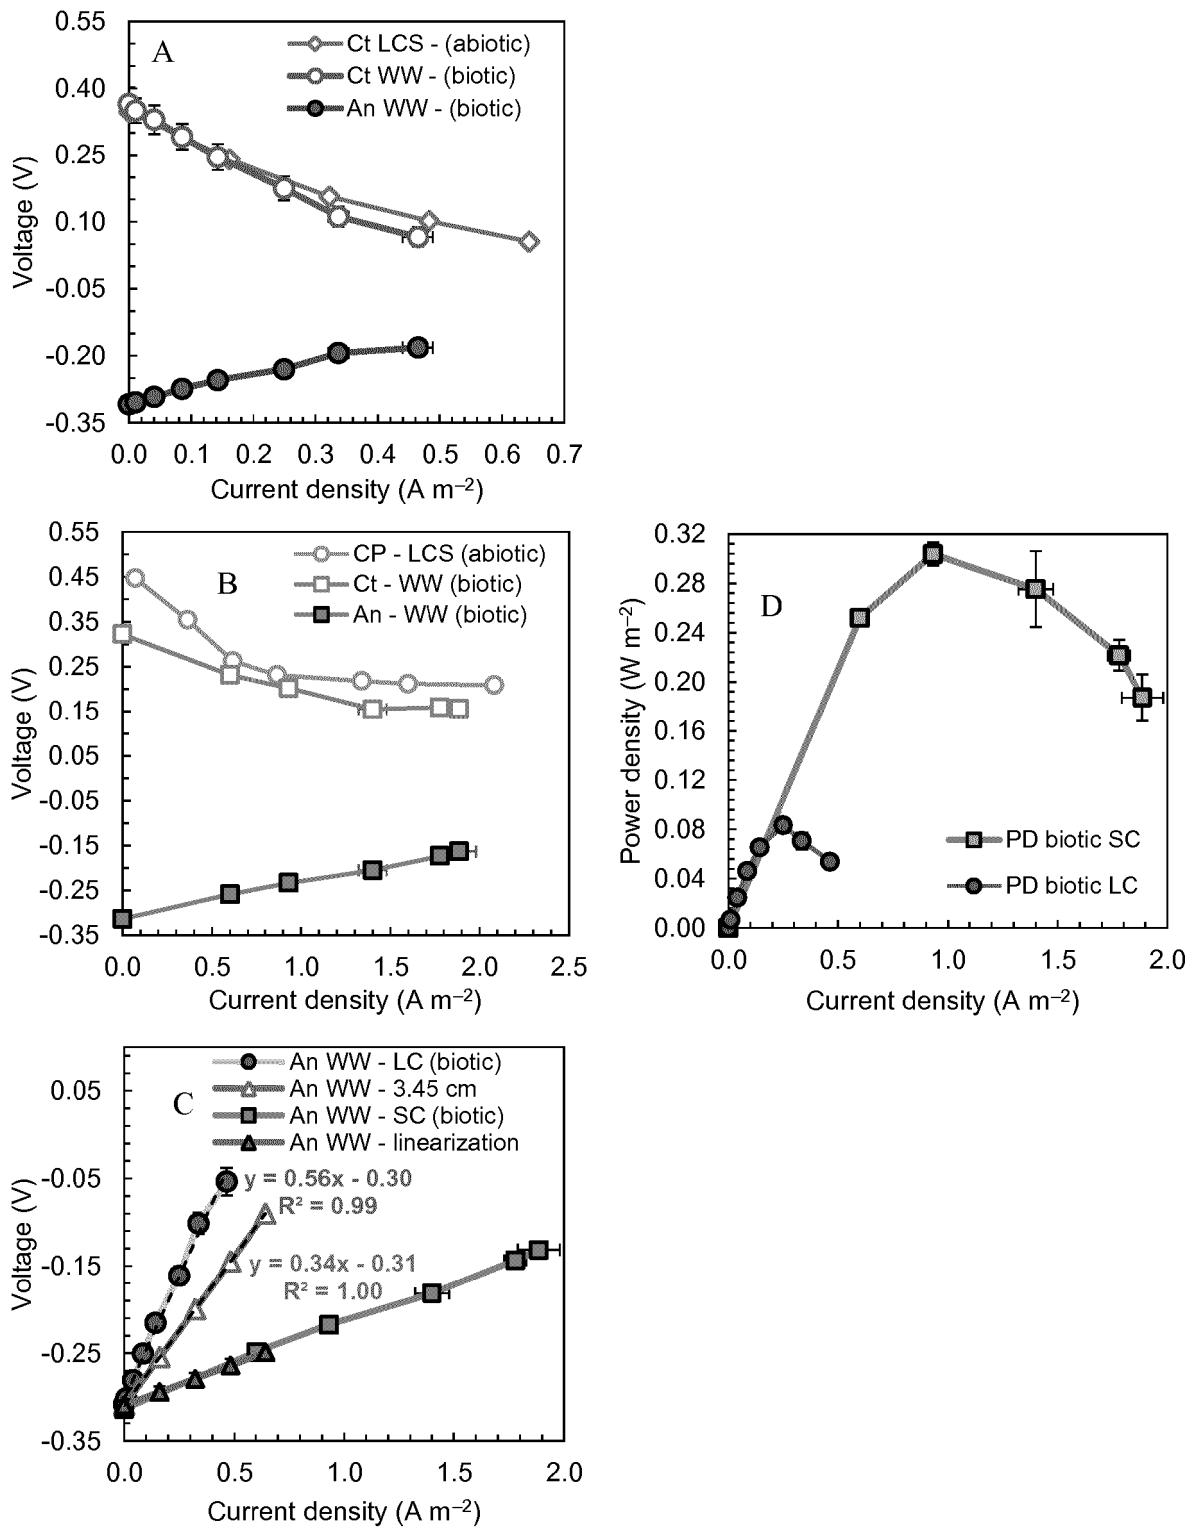 A
Ct LCS - (abiotic)
Ct WW - (biotic)
An WW - (biotic)
0.55
0.40
0.25
0.10
-0.05
-0.20
-0.35
Voltage (V)
0.0 0.1 0.2 0.3 0.4 0.5 0.6 0.7
Current density (A m⁻²)
B
CP - LCS (abiotic)
Ct - WW (biotic)
An - WW (biotic)
0.55
0.45
0.35
0.25
0.15
0.05
-0.05
-0.15
-0.25
-0.35
Voltage (V)
0.0 0.5 1.0 1.5 2.0 2.5
Current density (A m⁻²)
D
0.32
0.28
0.24
0.20
0.16
0.12
0.08
0.04
0.00
Power density (W m⁻²)
PD biotic SC
PD biotic LC
0.0 0.5 1.0 1.5 2.0
Current density (A m⁻²)
C
An WW - LC (biotic)
An WW - 3.45 cm
An WW - SC (biotic)
An WW - linearization
y = 0.56x - 0.30
R² = 0.99
y = 0.34x - 0.31
R² = 1.00
0.05
-0.05
-0.15
-0.25
-0.35
Voltage (V)
0.0 0.5 1.0 1.5 2.0
Current density (A m⁻²)